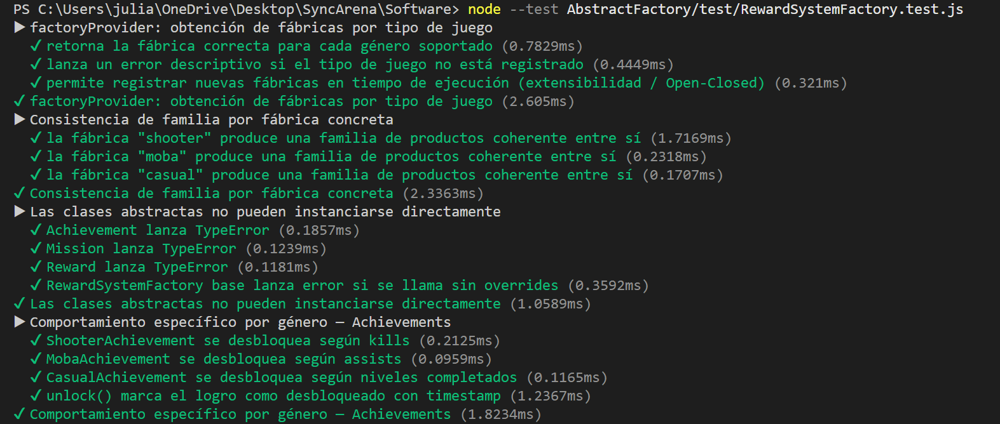 PS C:\Users\julia\OneDrive\Desktop\SyncArena\Software> node --test AbstractFactory/test/RewardSystemFactory.test.js
▶ factoryProvider: obtención de fábricas por tipo de juego
  ✔ retorna la fábrica correcta para cada género soportado (0.7829ms)
  ✔ lanza un error descriptivo si el tipo de juego no está registrado (0.4449ms)
  ✔ permite registrar nuevas fábricas en tiempo de ejecución (extensibilidad / Open-Closed) (0.321ms)
✔ factoryProvider: obtención de fábricas por tipo de juego (2.605ms)
▶ Consistencia de familia por fábrica concreta
  ✔ la fábrica "shooter" produce una familia de productos coherente entre sí (1.7169ms)
  ✔ la fábrica "moba" produce una familia de productos coherente entre sí (0.2318ms)
  ✔ la fábrica "casual" produce una familia de productos coherente entre sí (0.1707ms)
✔ Consistencia de familia por fábrica concreta (2.3363ms)
▶ Las clases abstractas no pueden instanciarse directamente
  ✔ Achievement lanza TypeError (0.1857ms)
  ✔ Mission lanza TypeError (0.1239ms)
  ✔ Reward lanza TypeError (0.1181ms)
  ✔ RewardSystemFactory base lanza error si se llama sin overrides (0.3592ms)
✔ Las clases abstractas no pueden instanciarse directamente (1.0589ms)
▶ Comportamiento específico por género — Achievements
  ✔ ShooterAchievement se desbloquea según kills (0.2125ms)
  ✔ MobaAchievement se desbloquea según assists (0.0959ms)
  ✔ CasualAchievement se desbloquea según niveles completados (0.1165ms)
  ✔ unlock() marca el logro como desbloqueado con timestamp (1.2367ms)
✔ Comportamiento específico por género — Achievements (1.8234ms)